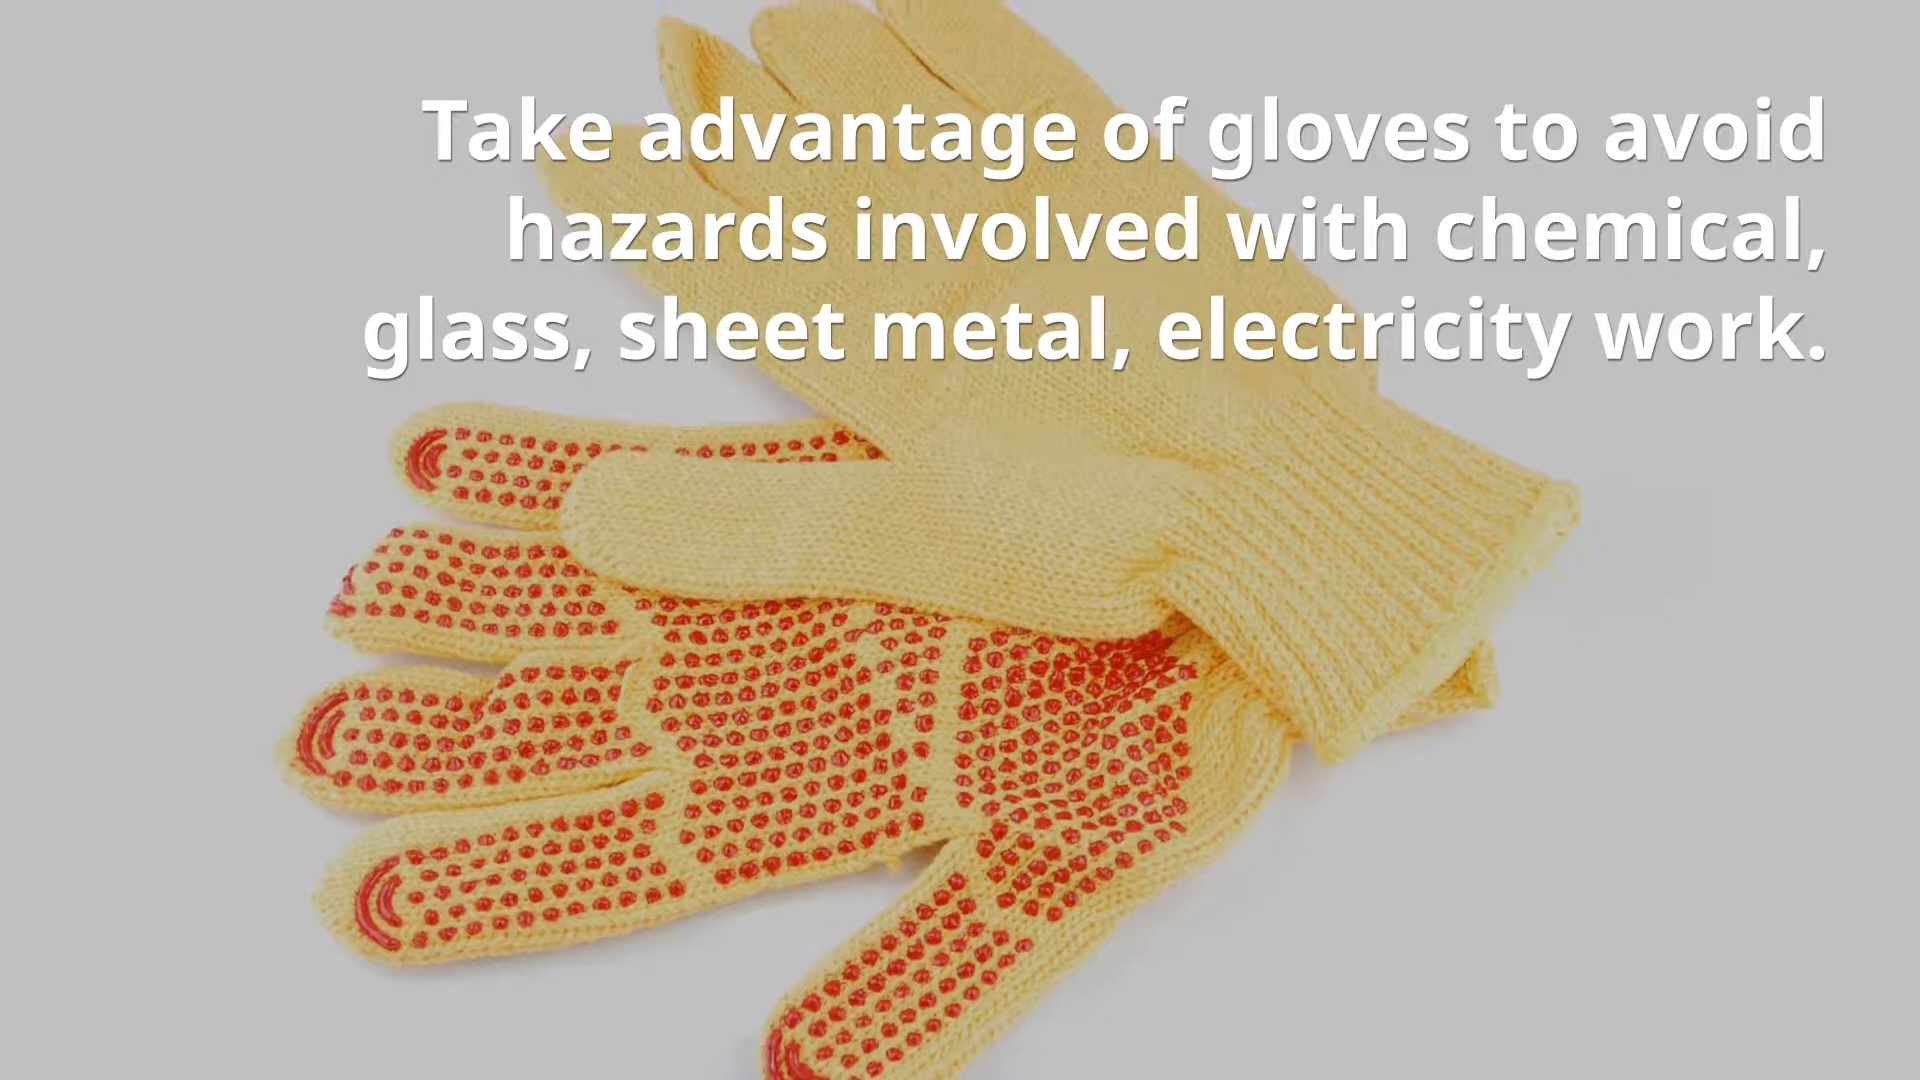 Take advantage of gloves to avoid
hazards involved with chemical,
glass, sheet metal, electricity work.